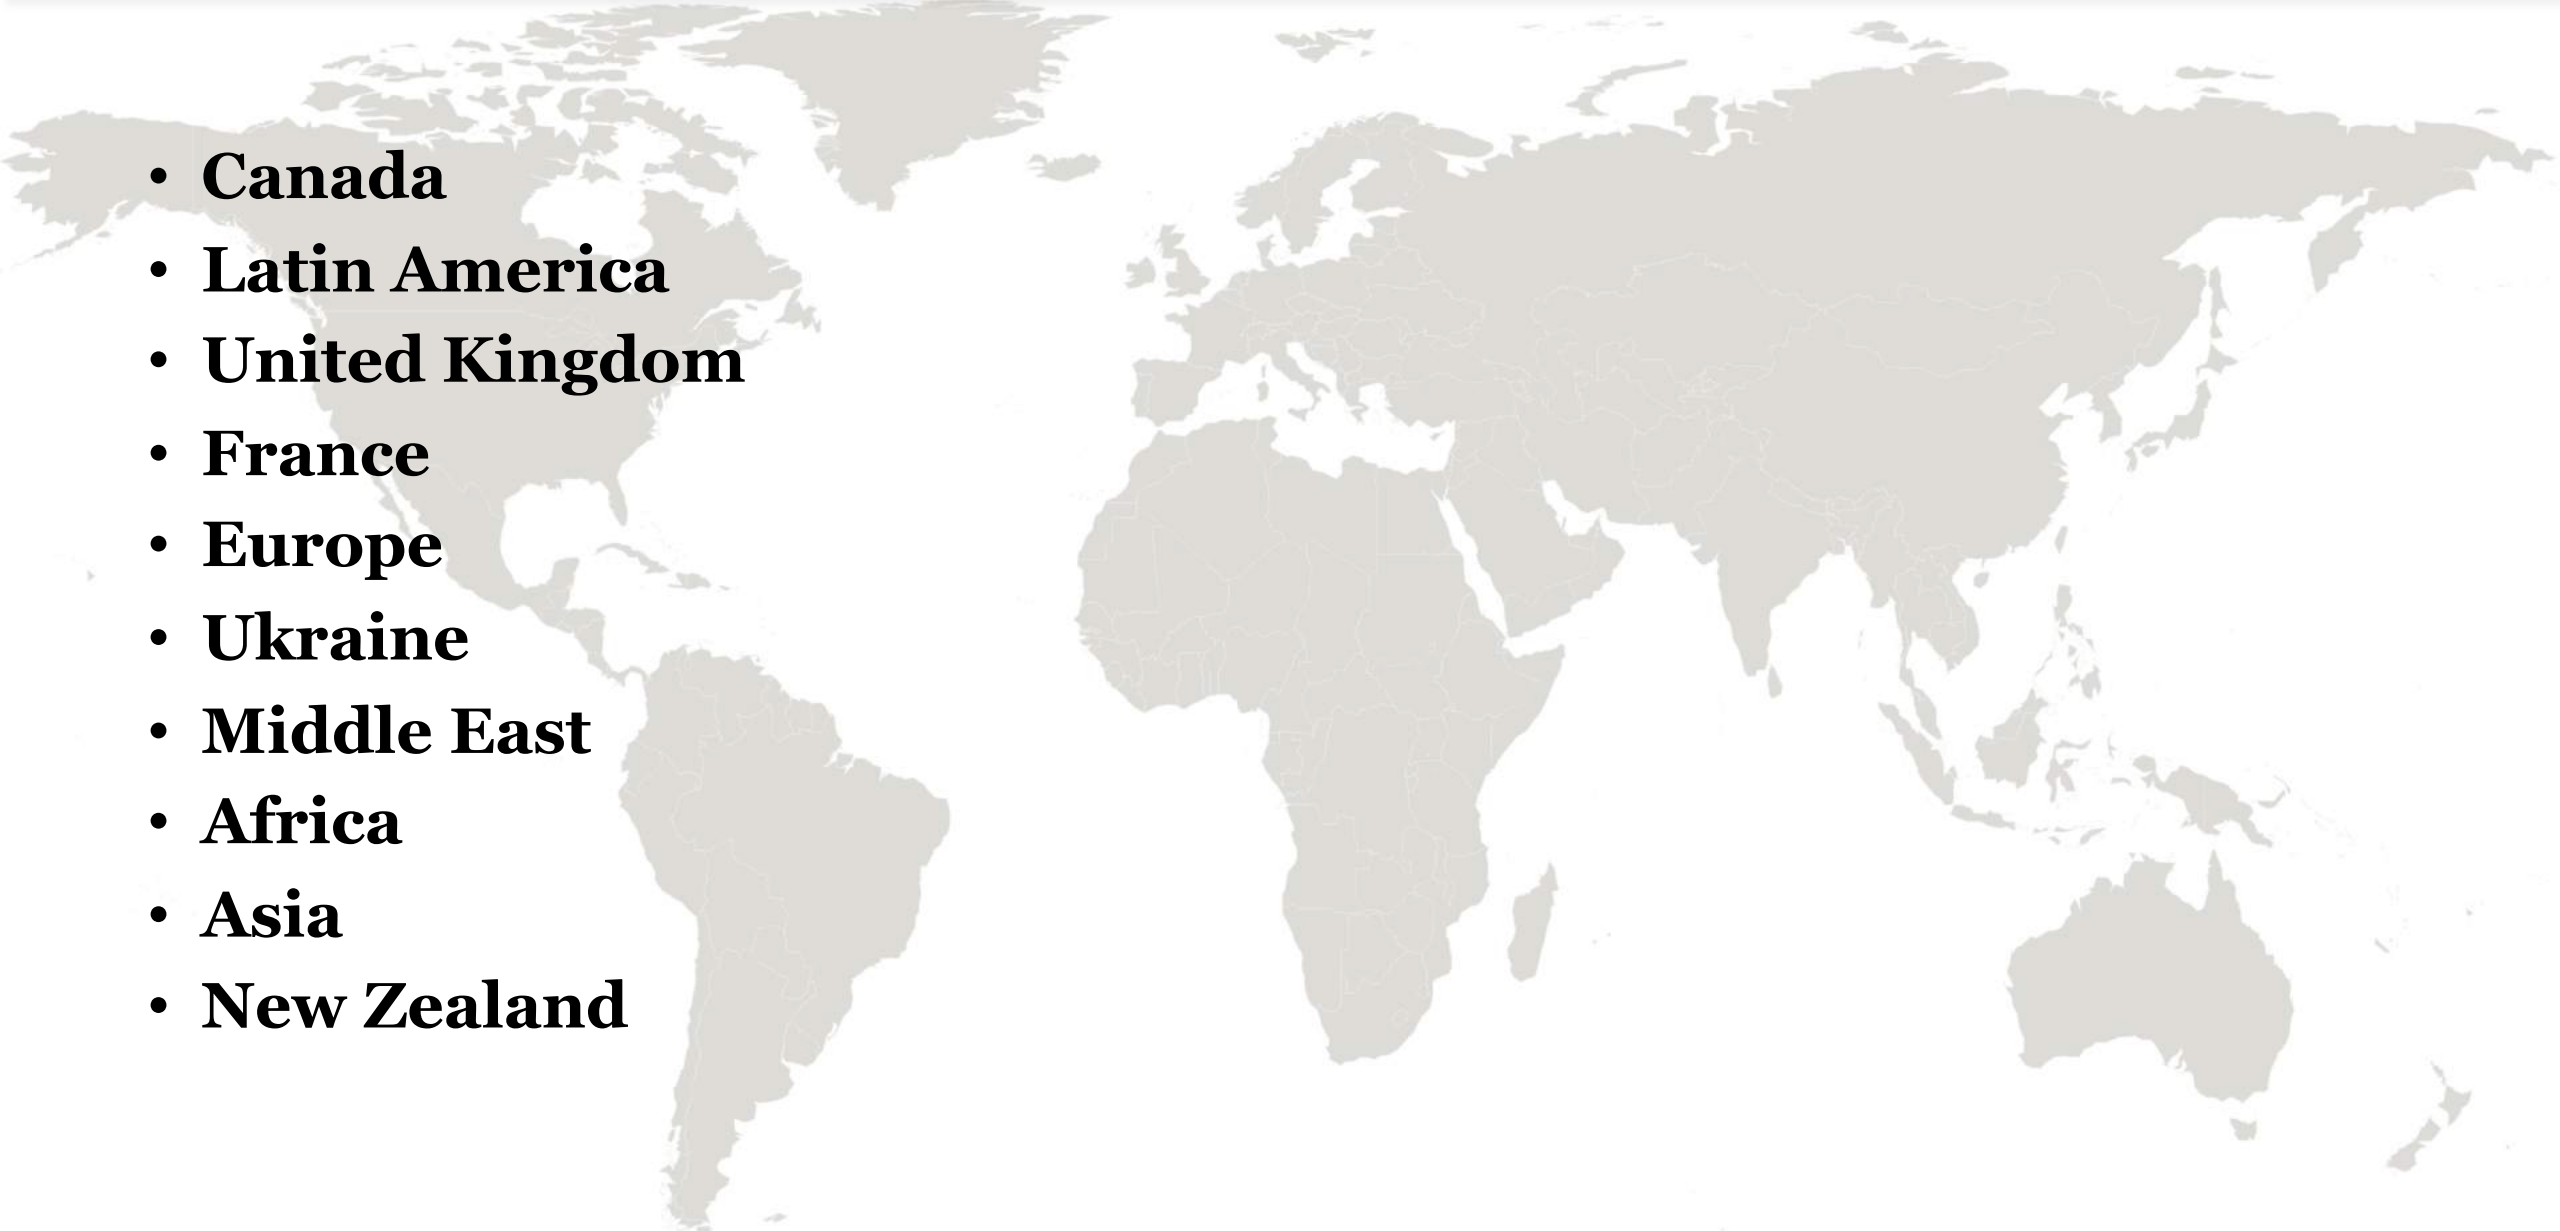 • Canada
• Latin America
• United Kingdom
• France
• Europe
• Ukraine
• Middle East
• Africa
• Asia
• New Zealand